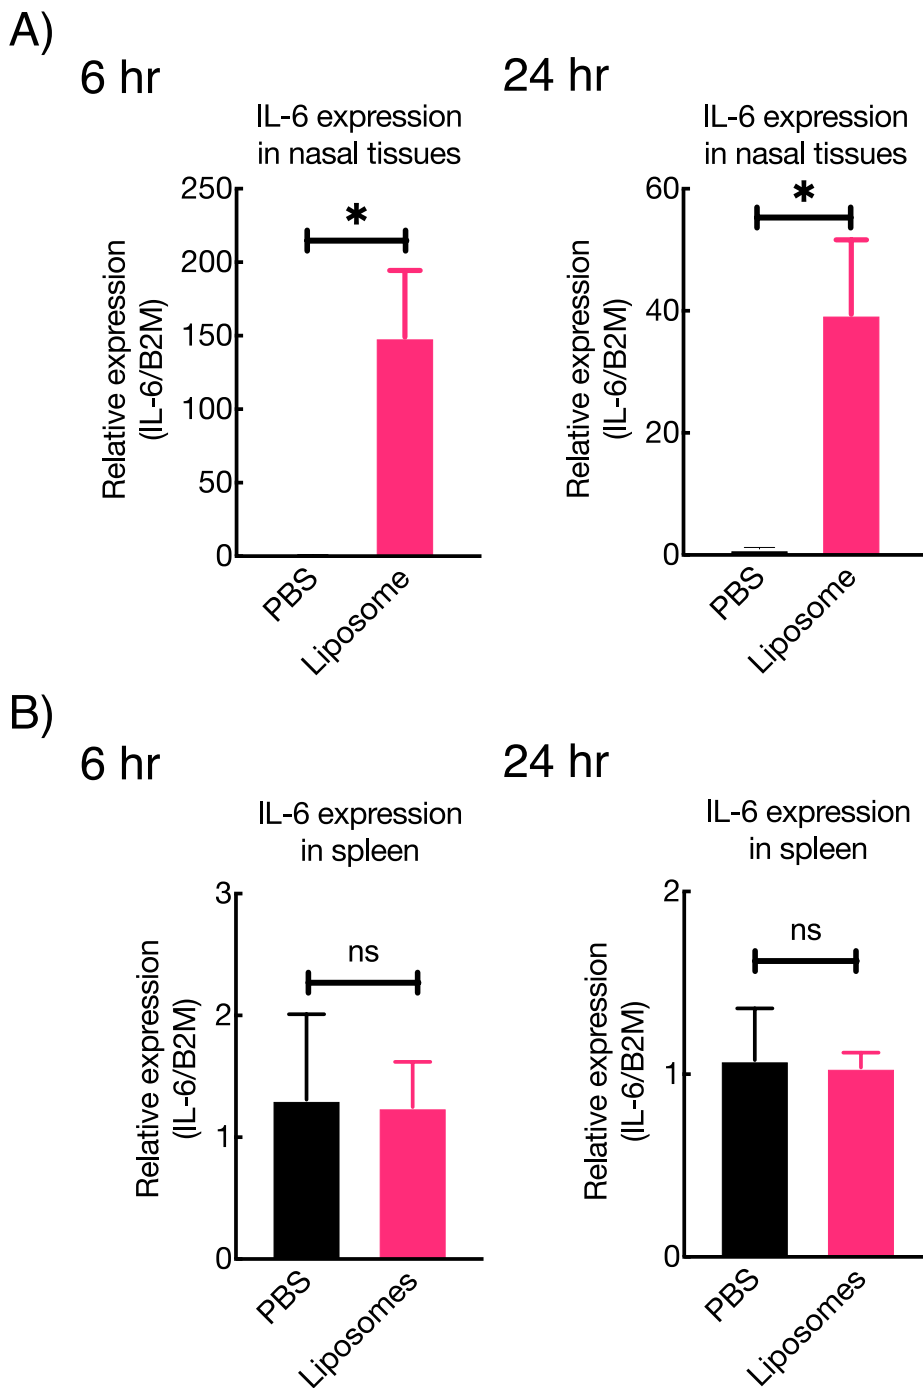 A)
6 hr
24 hr
IL-6 expression
in nasal tissues
IL-6 expression
in nasal tissues
Relative expression
(IL-6/B2M)
250
200
150
100
50
0
*
PBS
Liposome
Relative expression
(IL-6/B2M)
60
40
20
0
*
PBS
Liposome
B)
6 hr
24 hr
IL-6 expression
in spleen
IL-6 expression
in spleen
Relative expression
(IL-6/B2M)
3
2
1
0
ns
PBS
Liposomes
Relative expression
(IL-6/B2M)
2
1
0
ns
PBS
Liposomes